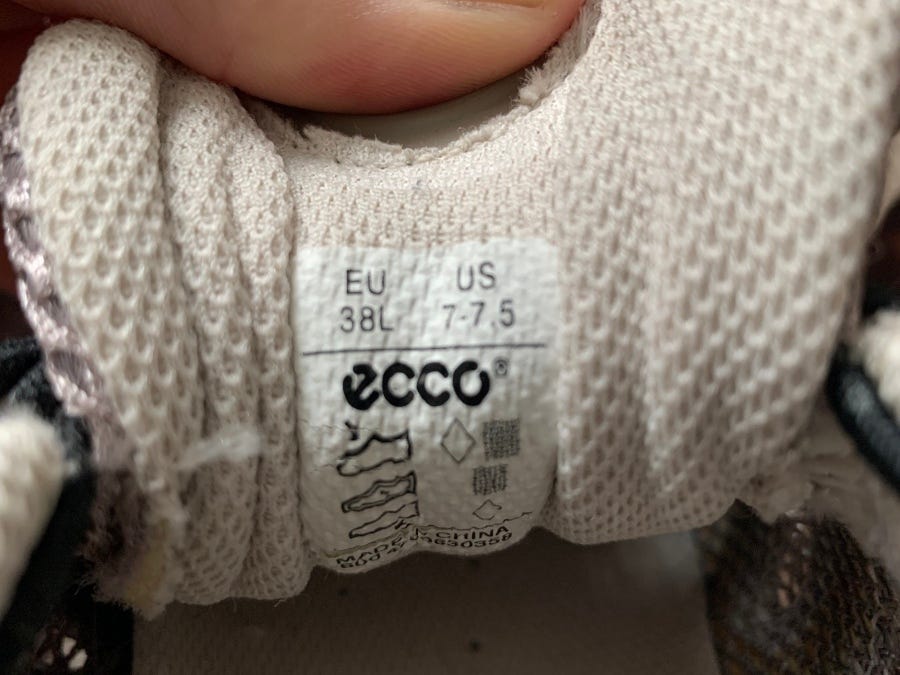 EU US
38L 7-7,5
ecco®
MADE IN CHINA